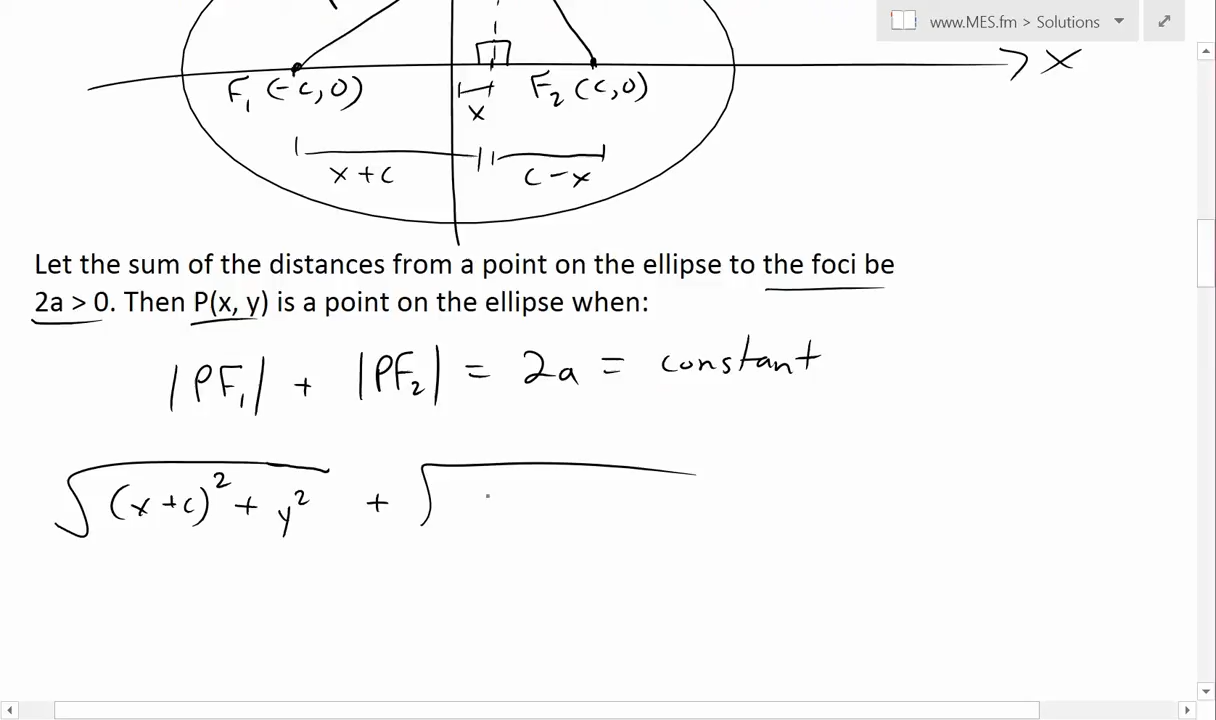 www.MES.fm > Solutions
X
F₁ (-c, 0)
x
F₂ (c, 0)
x + c
c - x
Let the sum of the distances from a point on the ellipse to the foci be
2a > 0. Then P(x, y) is a point on the ellipse when:
|PF₁| + |PF₂| = 2a = constant
√((x + c)² + y²) + √